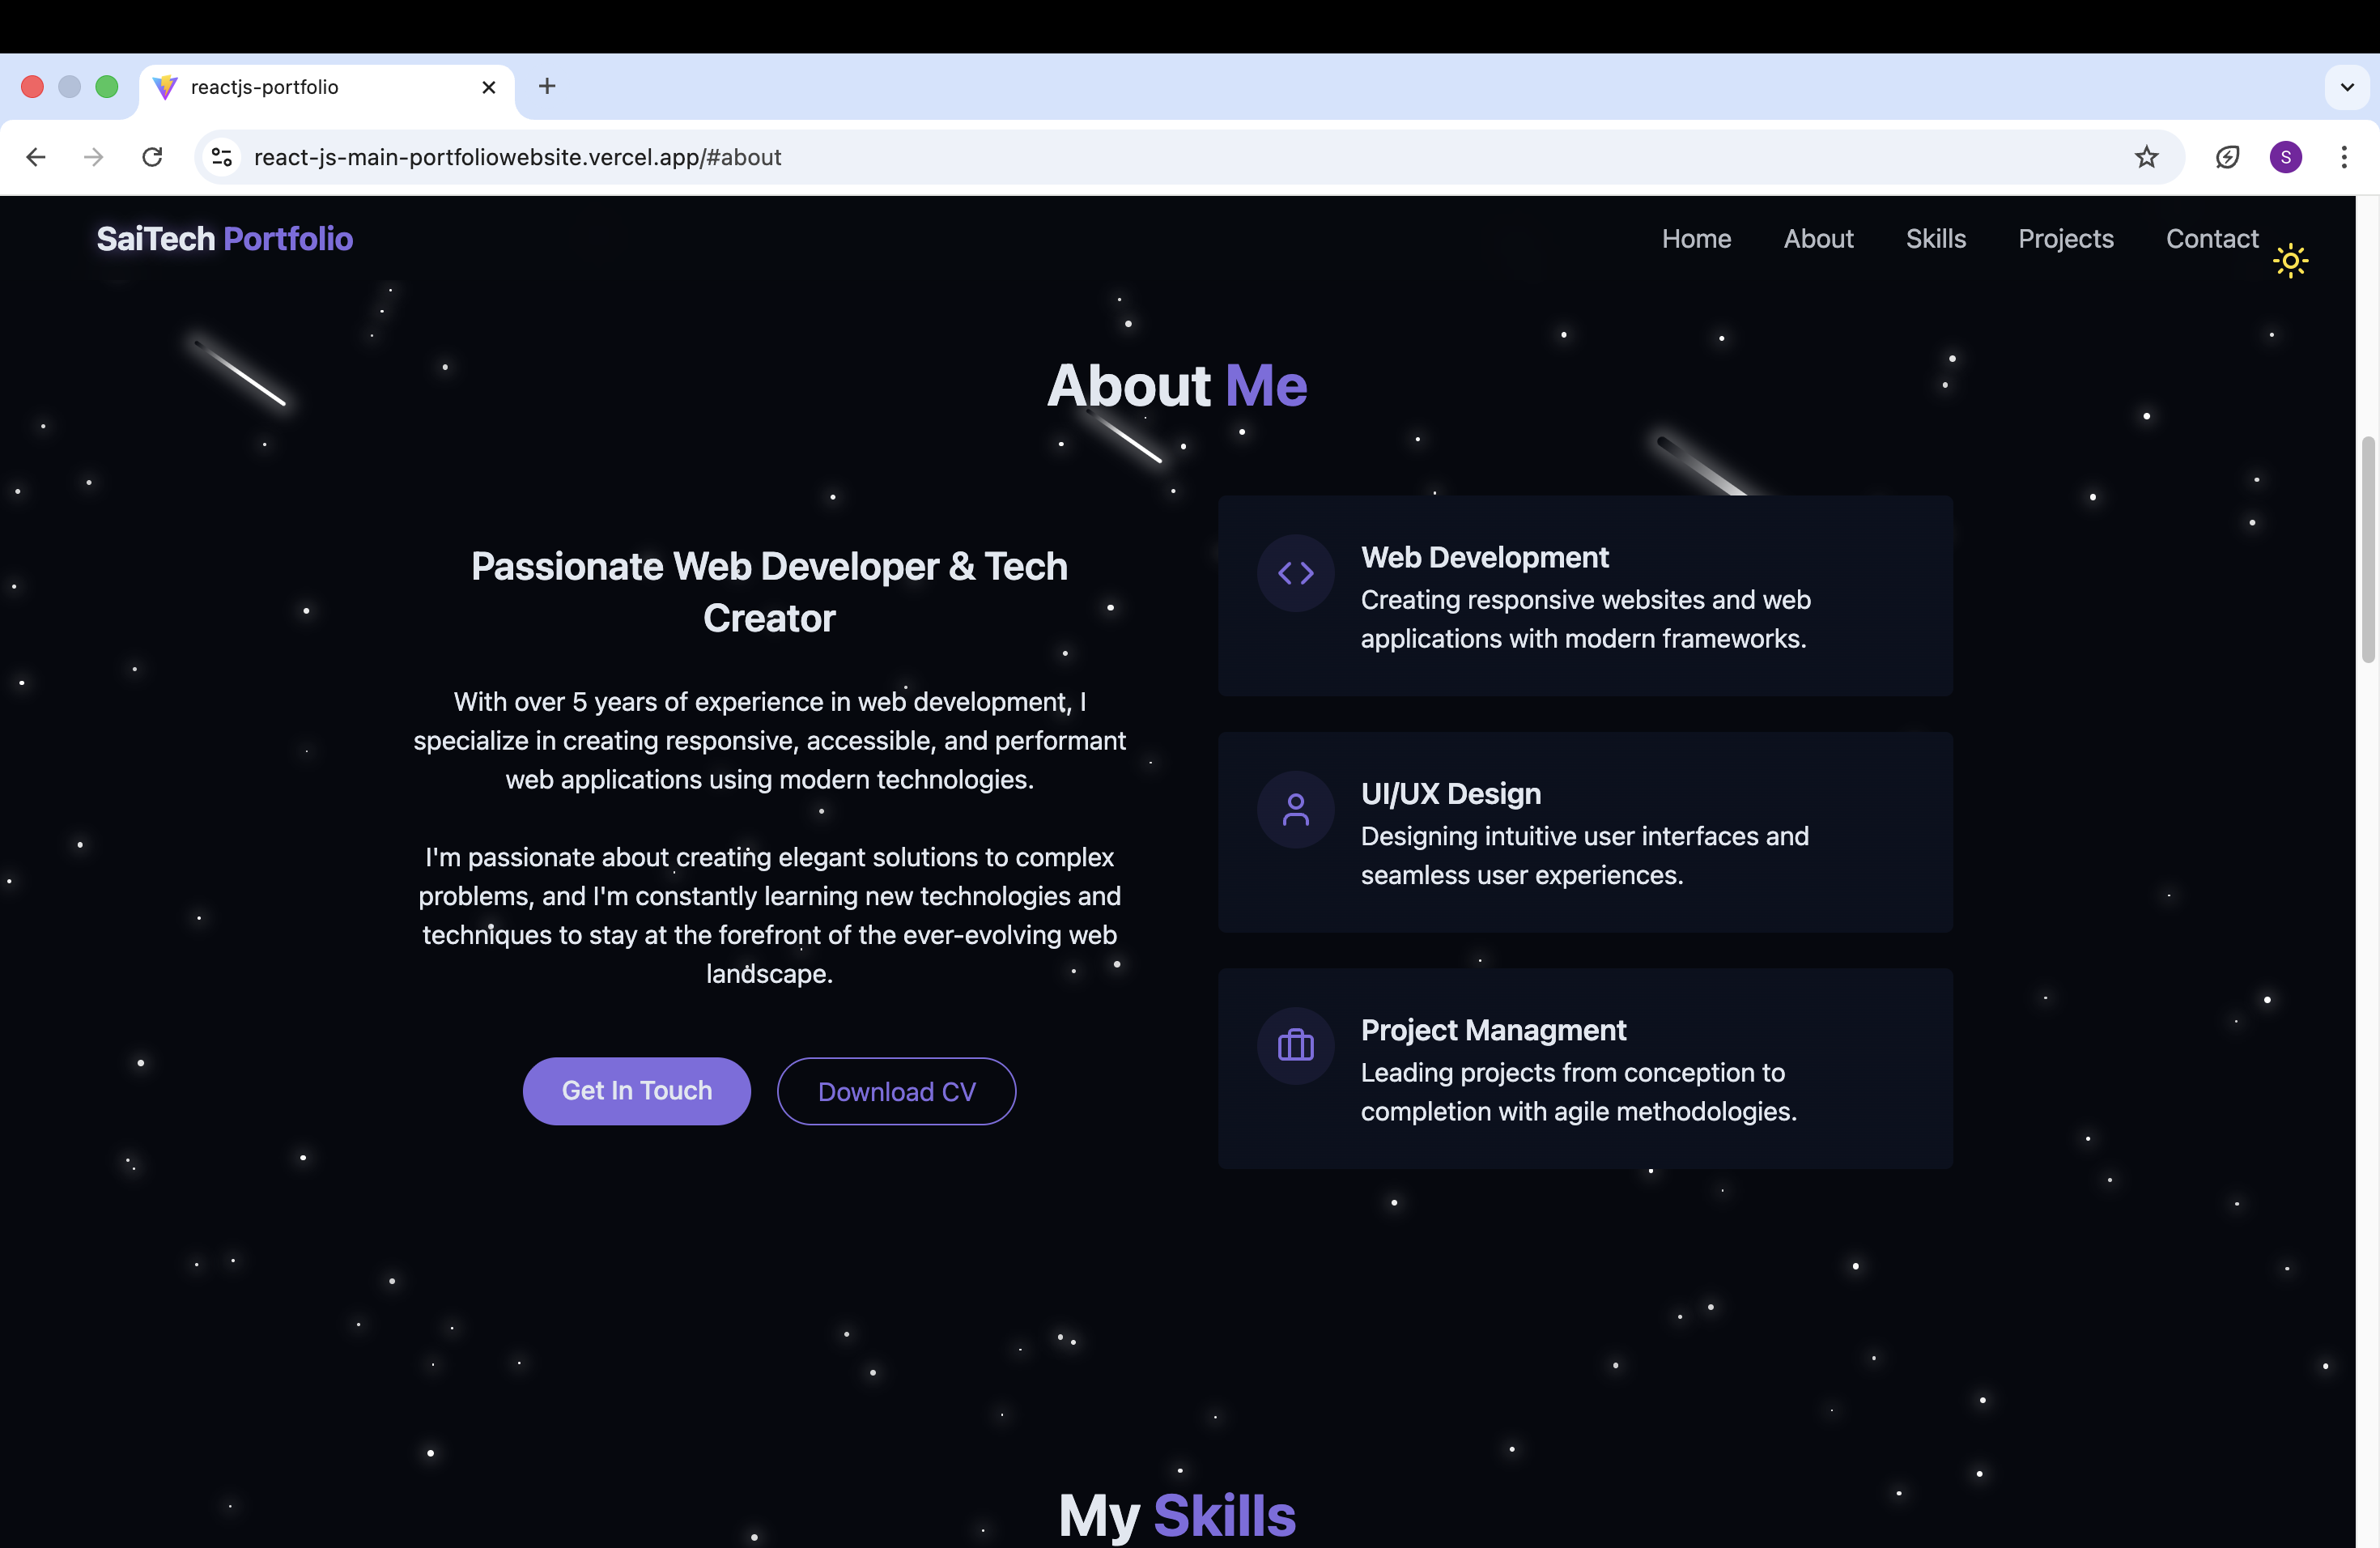 reactjs-portfolio
react-js-main-portfoliowebsite.vercel.app/#about
S
SaiTech Portfolio
Home About Skills Projects Contact
About Me
Passionate Web Developer & Tech
Creator
With over 5 years of experience in web development, I
specialize in creating responsive, accessible, and performant
web applications using modern technologies.
I'm passionate about creating elegant solutions to complex
problems, and I'm constantly learning new technologies and
techniques to stay at the forefront of the ever-evolving web
landscape.
Get In Touch
Download CV
Web Development
Creating responsive websites and web
applications with modern frameworks.
UI/UX Design
Designing intuitive user interfaces and
seamless user experiences.
Project Managment
Leading projects from conception to
completion with agile methodologies.
My Skills